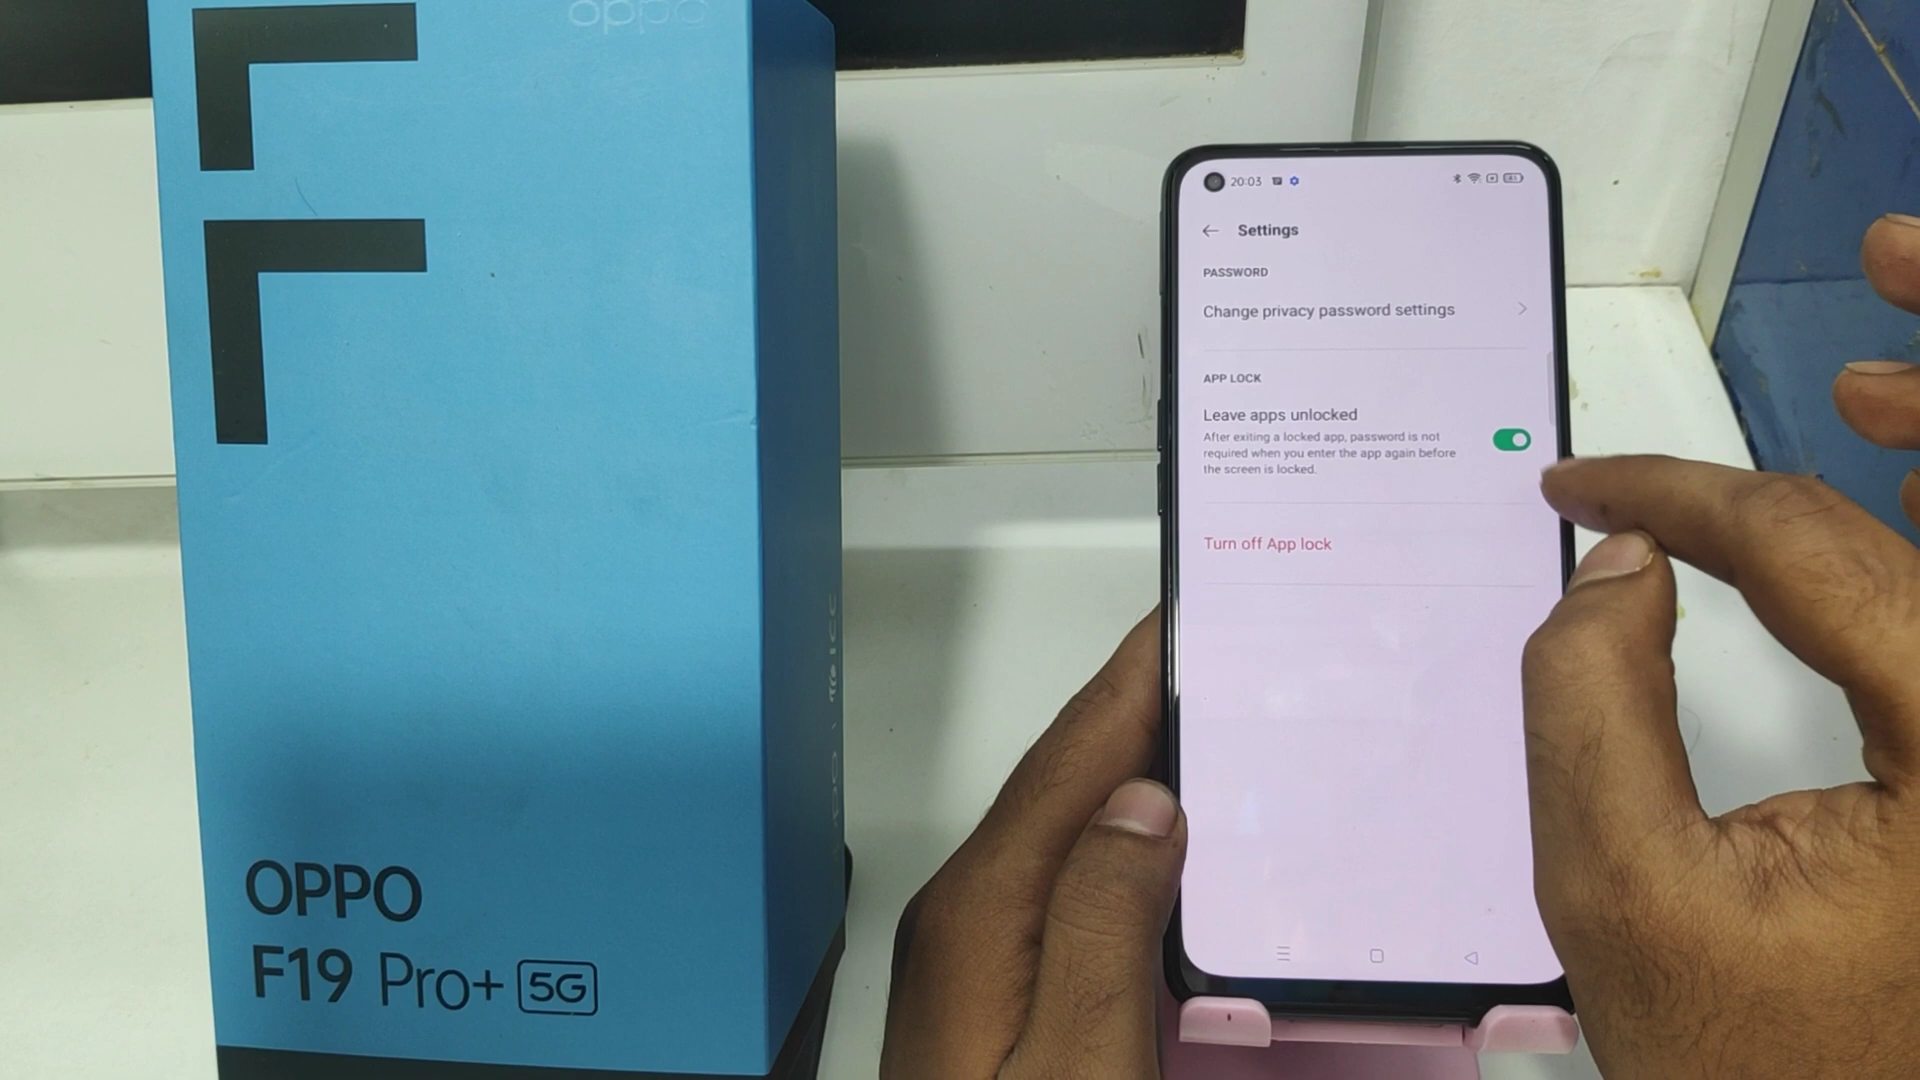 oppo
OPPO
F19 Pro+ 5G
20:03
Settings
PASSWORD
Change privacy password settings
APP LOCK
Leave apps unlocked
After exiting a locked app, password is not
required when you enter the app again before
the screen is locked.
Turn off App lock